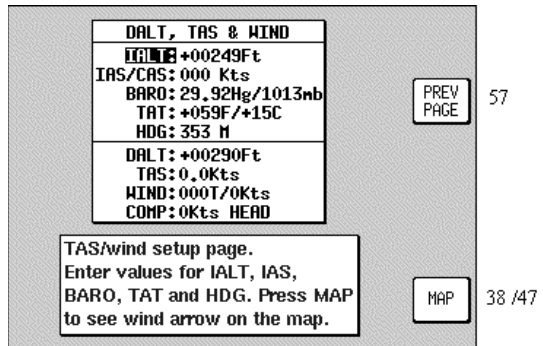 DALT, TAS & WIND
IALT: +00249Ft
IAS/CAS: 000 Kts
BARO: 29.92Hg/1013mb
TAT: +059F/+15C
HDG: 353 M
DALT: +00290Ft
TAS: 0.0Kts
WIND: 000T/0Kts
COMP: 0Kts HEAD
PREV
PAGE
57
TAS/wind setup page.
Enter values for IALT, IAS,
BARO, TAT and HDG. Press MAP
to see wind arrow on the map.
MAP
38 /47